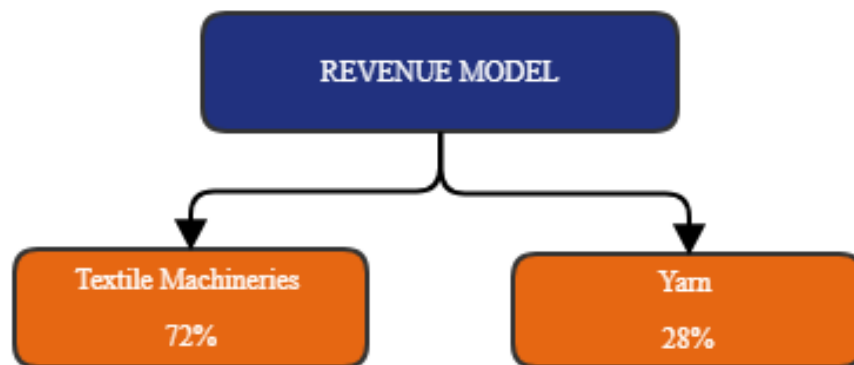 REVENUE MODEL
Textile Machineries
72%
Yarn
28%